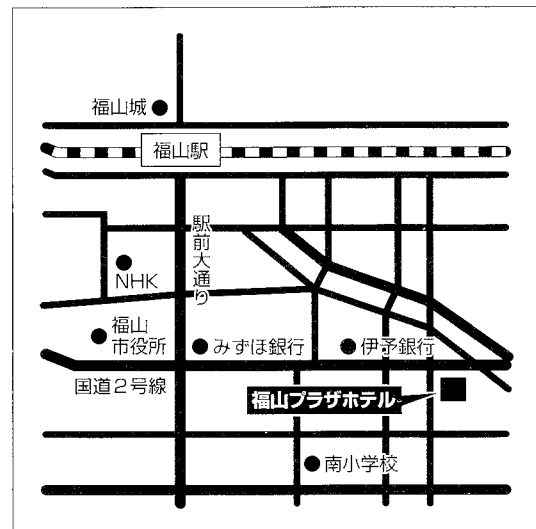 福山城
福山駅
駅前大通り
NHK
福山
市役所
みずほ銀行
伊予銀行
国道2号線
福山プラザホテル
南小学校